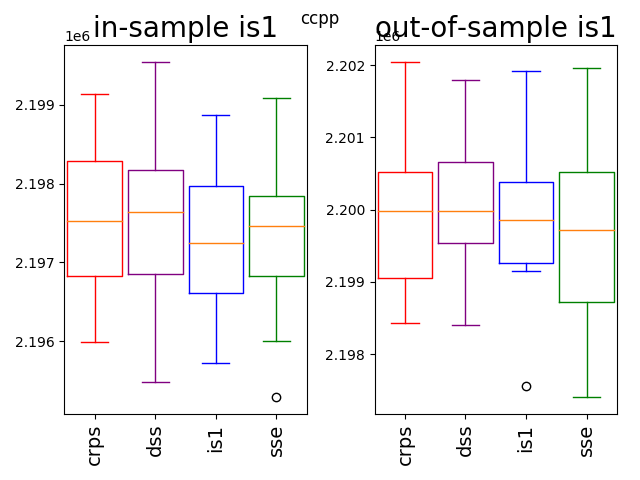 ccpp
in-sample is1
out-of-sample is1
1e6
2.199
2.198
2.197
2.196
crps
dss
is1
sse
1e6
2.202
2.201
2.200
2.199
2.198
crps
dss
is1
sse